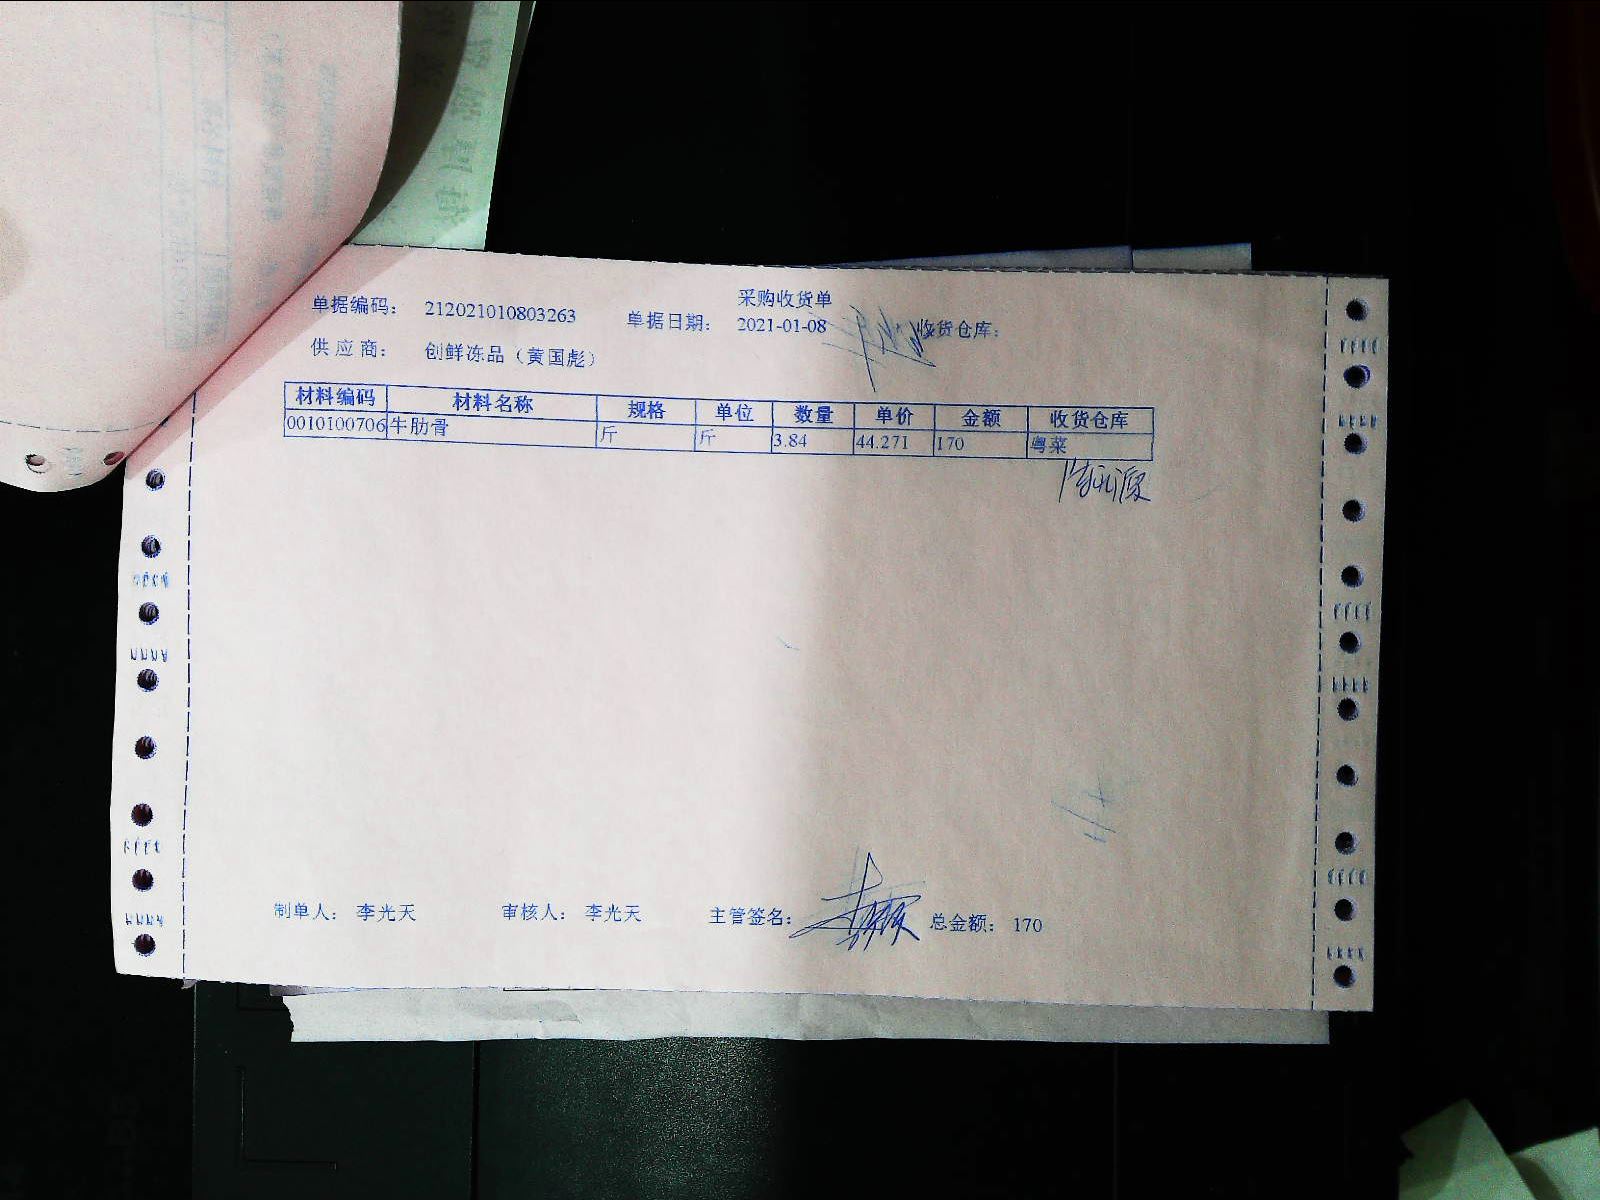 采购收货单
单据编码： 212021010803263 单据日期： 2021-01-08 收货仓库：
供应商： 创鲜冻品（黄国彪）
材料编码 材料名称 规格 单位 数量 单价 金额 收货仓库
0010100706 牛肋骨 斤 斤 3.84 44.271 170 粤菜
制单人： 李光天 审核人： 李光天 主管签名： 总金额： 170